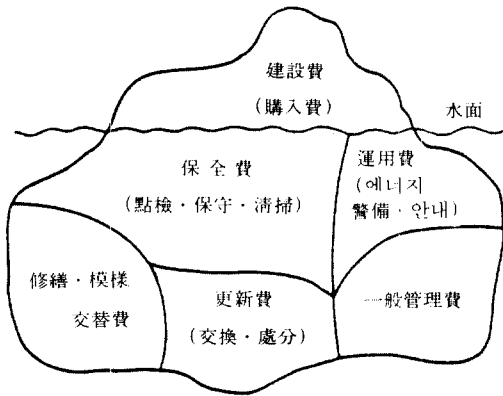 建設費
(購入費)
水面
保全費
(點檢·保守·淸掃)
運用費
(에너지
警備·안내)
修繕·模樣
交替費
更新費
(交換·處分)
一般管理費